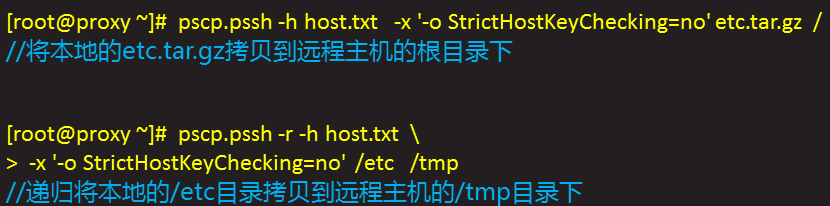 [root@proxy ~]# pscp.pssh -h host.txt -x '-o StrictHostKeyChecking=no' etc.tar.gz /
//将本地的etc.tar.gz拷贝到远程主机的根目录下
[root@proxy ~]# pscp.pssh -r -h host.txt \
> -x '-o StrictHostKeyChecking=no' /etc /tmp
//递归将本地的/etc目录拷贝到远程主机的/tmp目录下